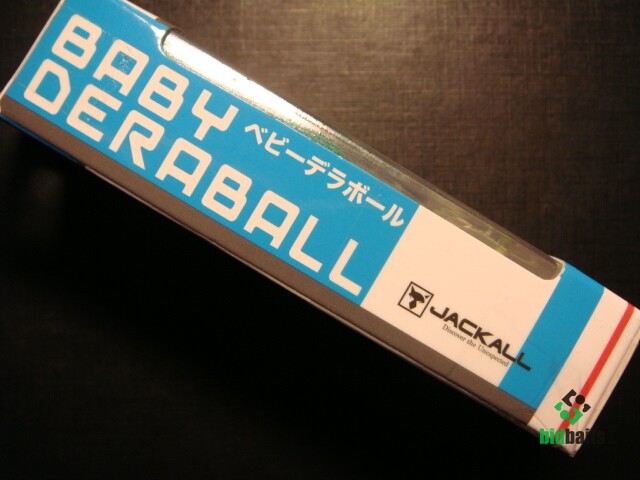 BABY
DERABALL
ベビーデラボール
JACKALL
Discover the Unexpected
bigbaits